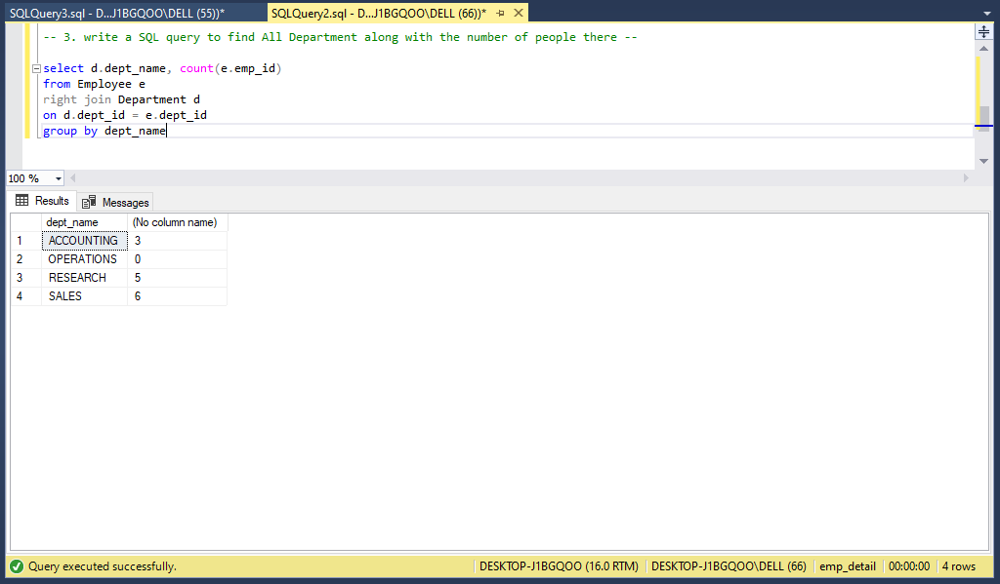 SQLQuery3.sql - D...J1BGQOO\DELL (55))* SQLQuery2.sql - D...J1BGQOO\DELL (66))*
-- 3. write a SQL query to find All Department along with the number of people there --
select d.dept_name, count(e.emp_id)
from Employee e
right join Department d
on d.dept_id = e.dept_id
group by dept_name
100 %
Results Messages
dept_name (No column name)
1 ACCOUNTING 3
2 OPERATIONS 0
3 RESEARCH 5
4 SALES 6
Query executed successfully. DESKTOP-J1BGQOO (16.0 RTM) DESKTOP-J1BGQOO\DELL (66) emp_detail 00:00:00 4 rows